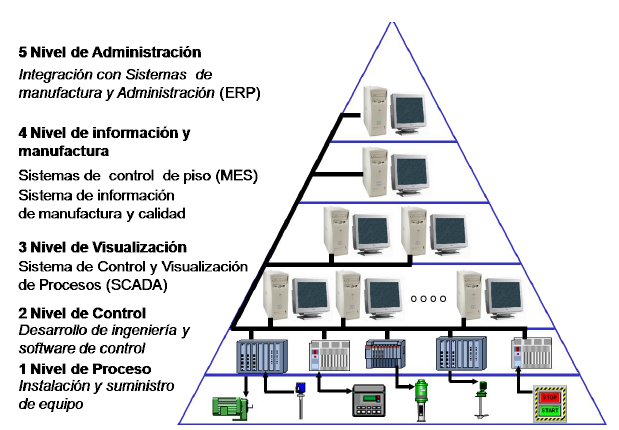 5 Nivel de Administración
Integración con Sistemas de
manufactura y Administración (ERP)
4 Nivel de información y
manufactura
Sistemas de control de piso (MES)
Sistema de información
de manufactura y calidad
3 Nivel de Visualización
Sistema de Control y Visualización
de Procesos (SCADA)
2 Nivel de Control
Desarrollo de ingeniería y
software de control
1 Nivel de Proceso
Instalación y suministro
de equipo
STOP
START